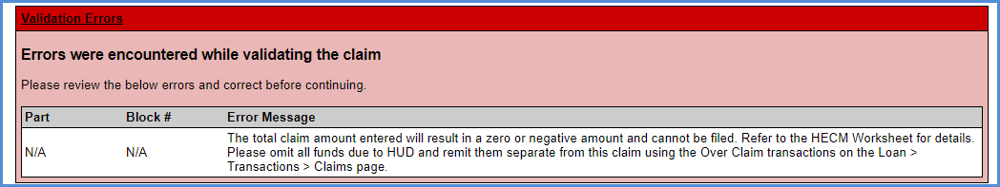 Validation Errors
Errors were encountered while validating the claim
Please review the below errors and correct before continuing.
Part Block # Error Message
N/A N/A The total claim amount entered will result in a zero or negative amount and cannot be filed. Refer to the HECM Worksheet for details.
Please omit all funds due to HUD and remit them separate from this claim using the Over Claim transactions on the Loan >
Transactions > Claims page.